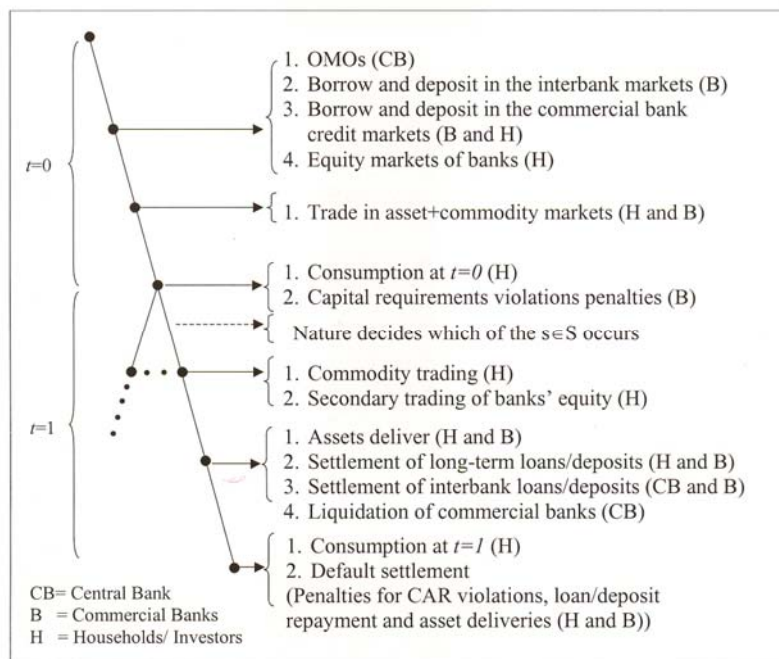 1. OMOs (CB)
2. Borrow and deposit in the interbank markets (B)
3. Borrow and deposit in the commercial bank
credit markets (B and H)
4. Equity markets of banks (H)
t=0
1. Trade in asset+commodity markets (H and B)
1. Consumption at t=0 (H)
2. Capital requirements violations penalties (B)
Nature decides which of the s∈S occurs
1. Commodity trading (H)
2. Secondary trading of banks' equity (H)
t=1
1. Assets deliver (H and B)
2. Settlement of long-term loans/deposits (H and B)
3. Settlement of interbank loans/deposits (CB and B)
4. Liquidation of commercial banks (CB)
1. Consumption at t=1 (H)
2. Default settlement
(Penalties for CAR violations, loan/deposit
repayment and asset deliveries (H and B))
CB= Central Bank
B = Commercial Banks
H = Households/ Investors